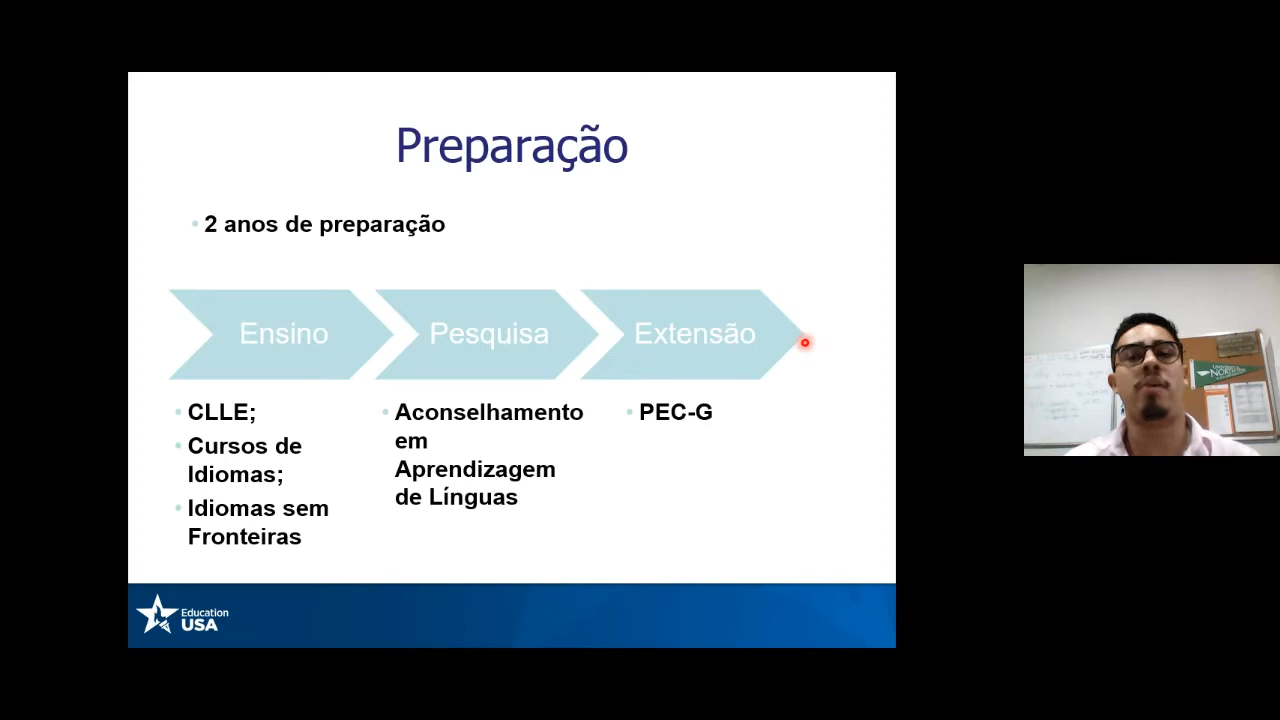 Preparação
2 anos de preparação
Ensino
Pesquisa
Extensão
CLLE;
Cursos de
Idiomas;
Idiomas sem
Fronteiras
Aconselhamento
em
Aprendizagem
de Línguas
PEC-G
Education
USA
NORTH